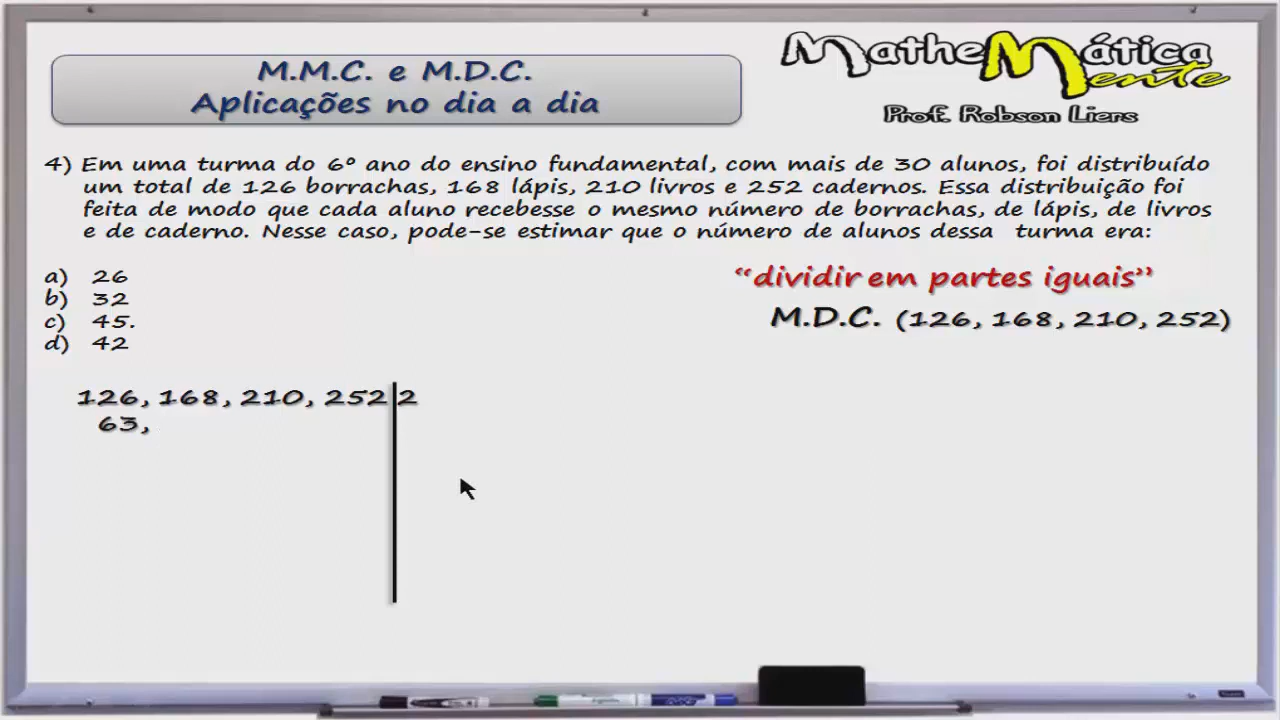 M.M.C. e M.D.C.
Aplicações no dia a dia
MatheMática
Mente
Prof. Robson Liers
4) Em uma turma do 6º ano do ensino fundamental, com mais de 30 alunos, foi distribuído
um total de 126 borrachas, 168 lápis, 210 livros e 252 cadernos. Essa distribuição foi
feita de modo que cada aluno recebesse o mesmo número de borrachas, de lápis, de livros
e de caderno. Nesse caso, pode-se estimar que o número de alunos dessa turma era:
a) 26
b) 32
c) 45.
d) 42
"dividir em partes iguais"
M.D.C. (126, 168, 210, 252)
126, 168, 210, 252 2
63,